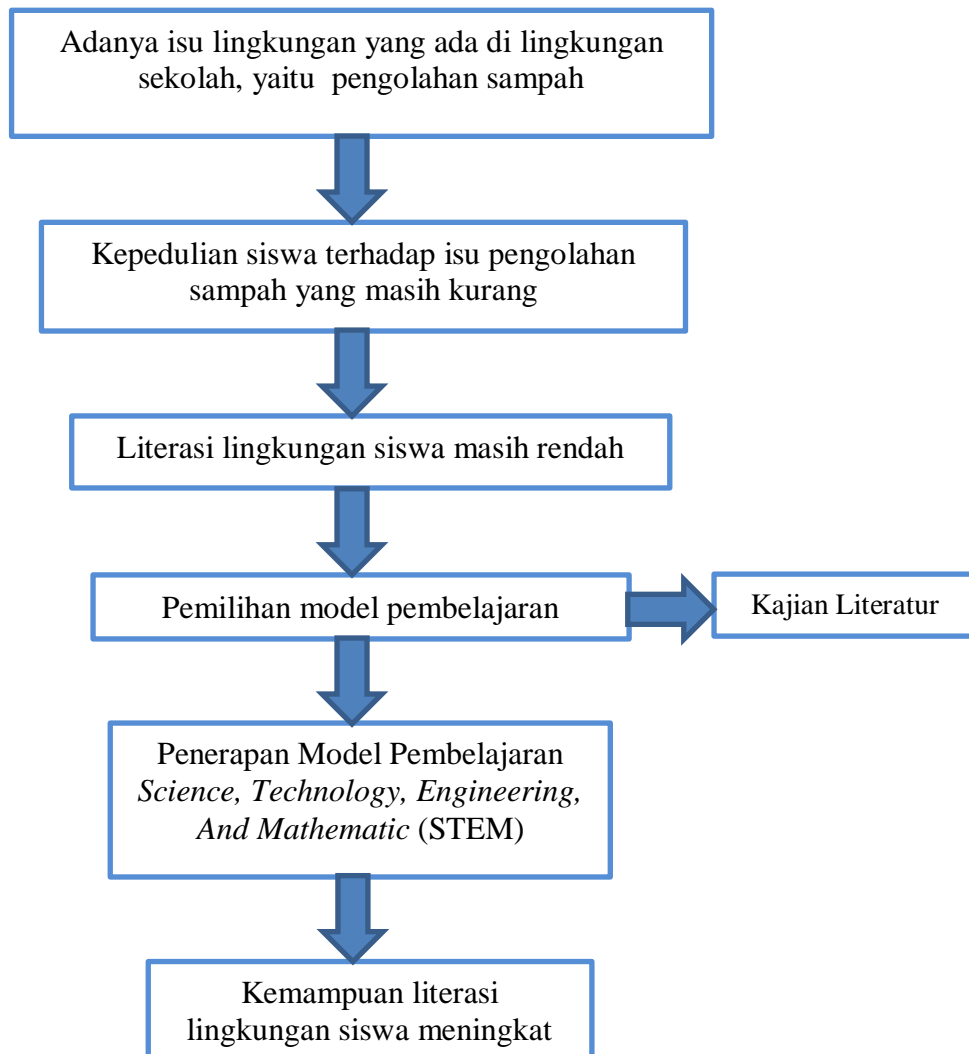 Adanya isu lingkungan yang ada di lingkungan
sekolah, yaitu pengolahan sampah
Kepedulian siswa terhadap isu pengolahan
sampah yang masih kurang
Literasi lingkungan siswa masih rendah
Pemilihan model pembelajaran
Kajian Literatur
Penerapan Model Pembelajaran
Science, Technology, Engineering,
And Mathematic (STEM)
Kemampuan literasi
lingkungan siswa meningkat